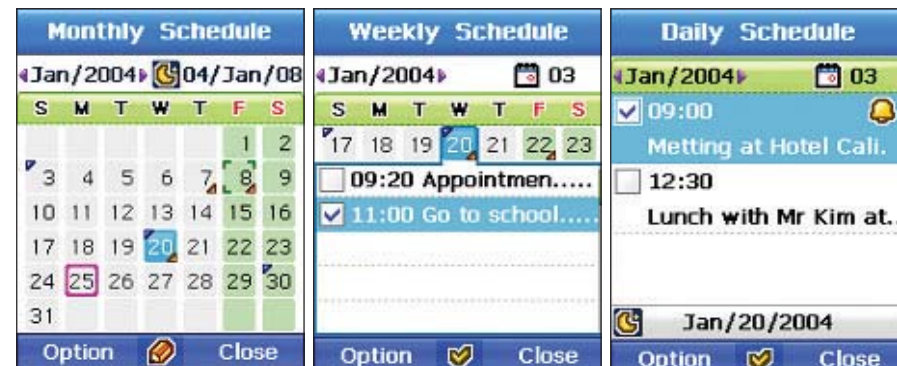 Monthly Schedule
Jan/2004 04/Jan/08
S M T W T F S
1 2
3 4 5 6 7 8 9
10 11 12 13 14 15 16
17 18 19 20 21 22 23
24 25 26 27 28 29 30
31
Option Close
Weekly Schedule
Jan/2004 03
S M T W T F S
17 18 19 20 21 22 23
09:20 Appointmen.....
11:00 Go to school.....
Option Close
Daily Schedule
Jan/2004 03
09:00
Metting at Hotel Cali.
12:30
Lunch with Mr Kim at..
Jan/20/2004
Option Close